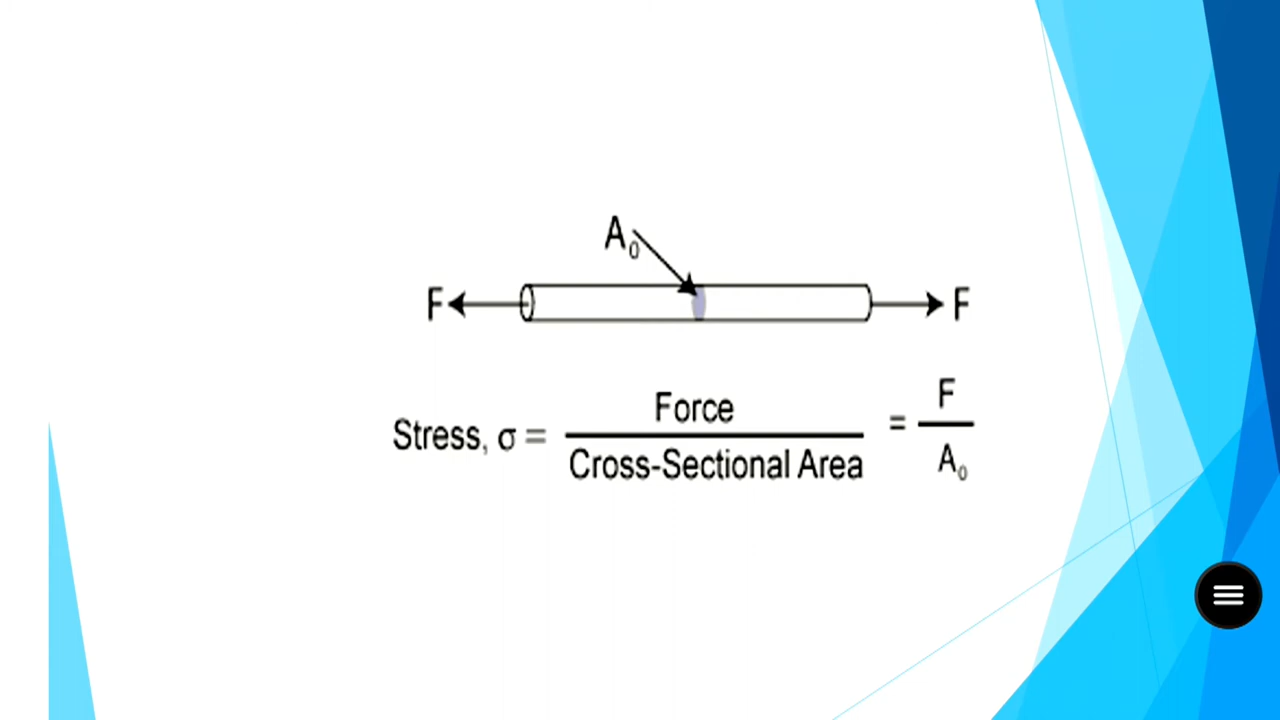 A₀
F F
Stress, σ = Force / Cross-Sectional Area = F / A₀